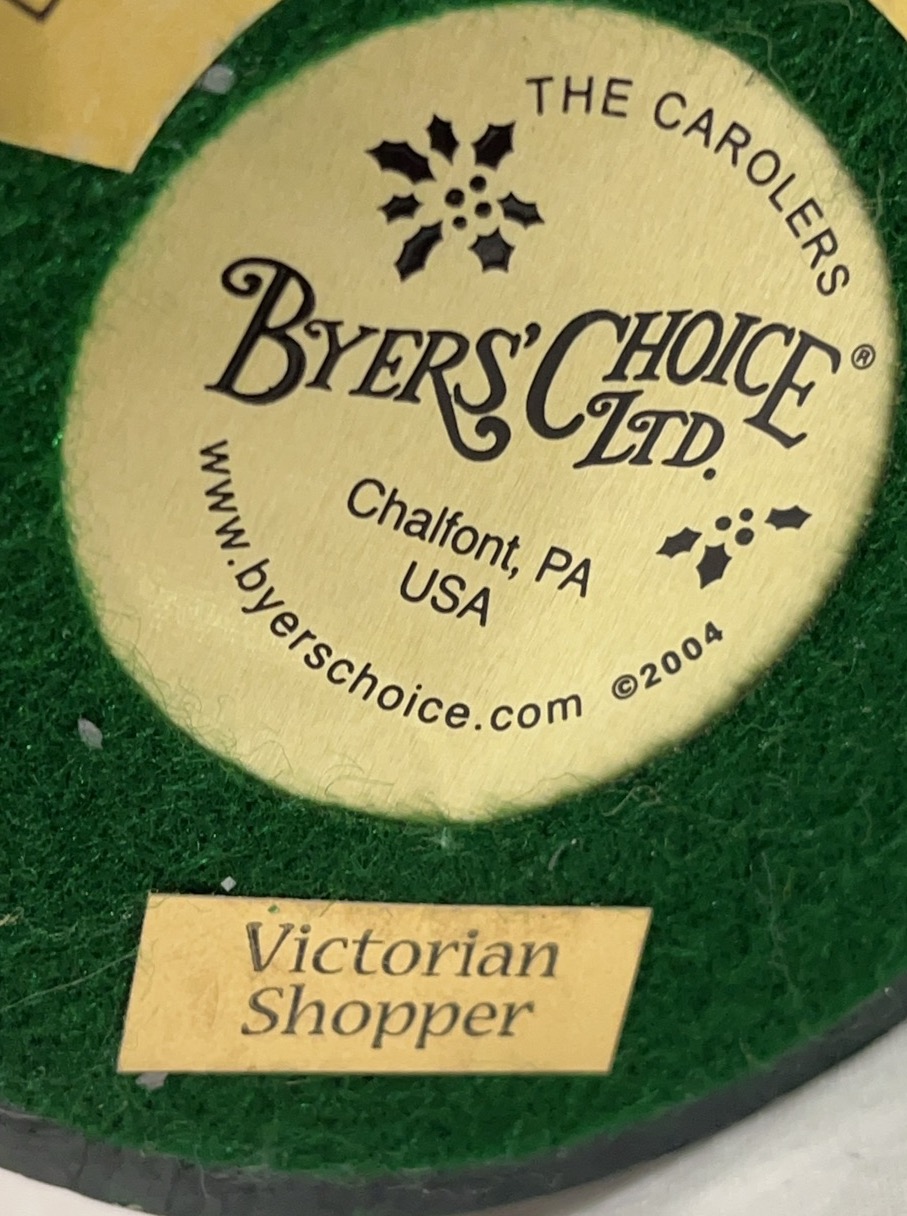 THE CAROLERS
BYERS' CHOICE®
LTD.
Chalfont, PA
USA
www.byerschoice.com ©2004
Victorian
Shopper